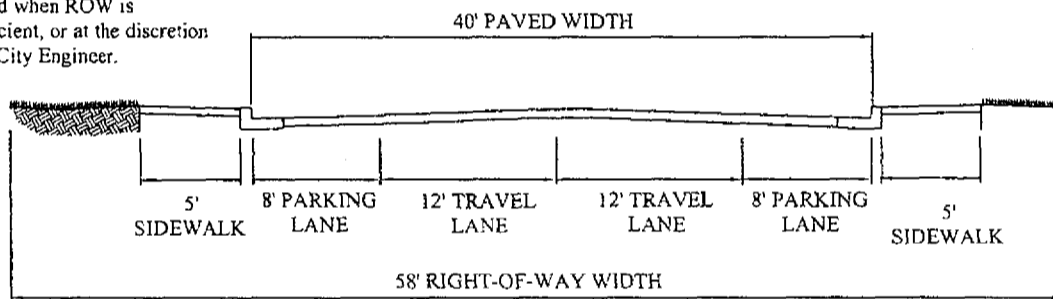 d when ROW is
cient, or at the discretion
City Engineer.
40' PAVED WIDTH
5'
SIDEWALK
8' PARKING
LANE
12' TRAVEL
LANE
12' TRAVEL
LANE
8' PARKING
LANE
5'
SIDEWALK
58' RIGHT-OF-WAY WIDTH